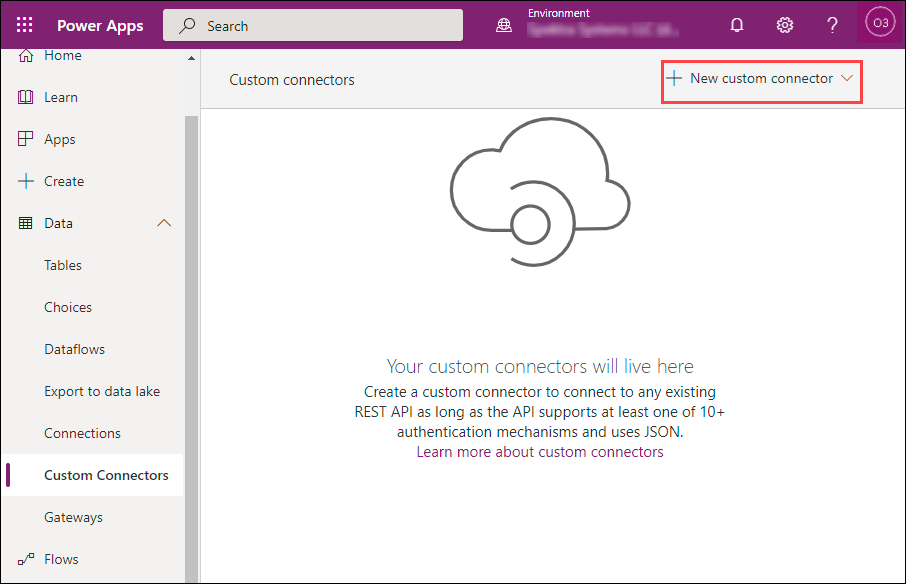 Power Apps
Search
Environment
O3
Home
Learn
Apps
Create
Data
Tables
Choices
Dataflows
Export to data lake
Connections
Custom Connectors
Gateways
Flows
Custom connectors
New custom connector
Your custom connectors will live here
Create a custom connector to connect to any existing
REST API as long as the API supports at least one of 10+
authentication mechanisms and uses JSON.
Learn more about custom connectors